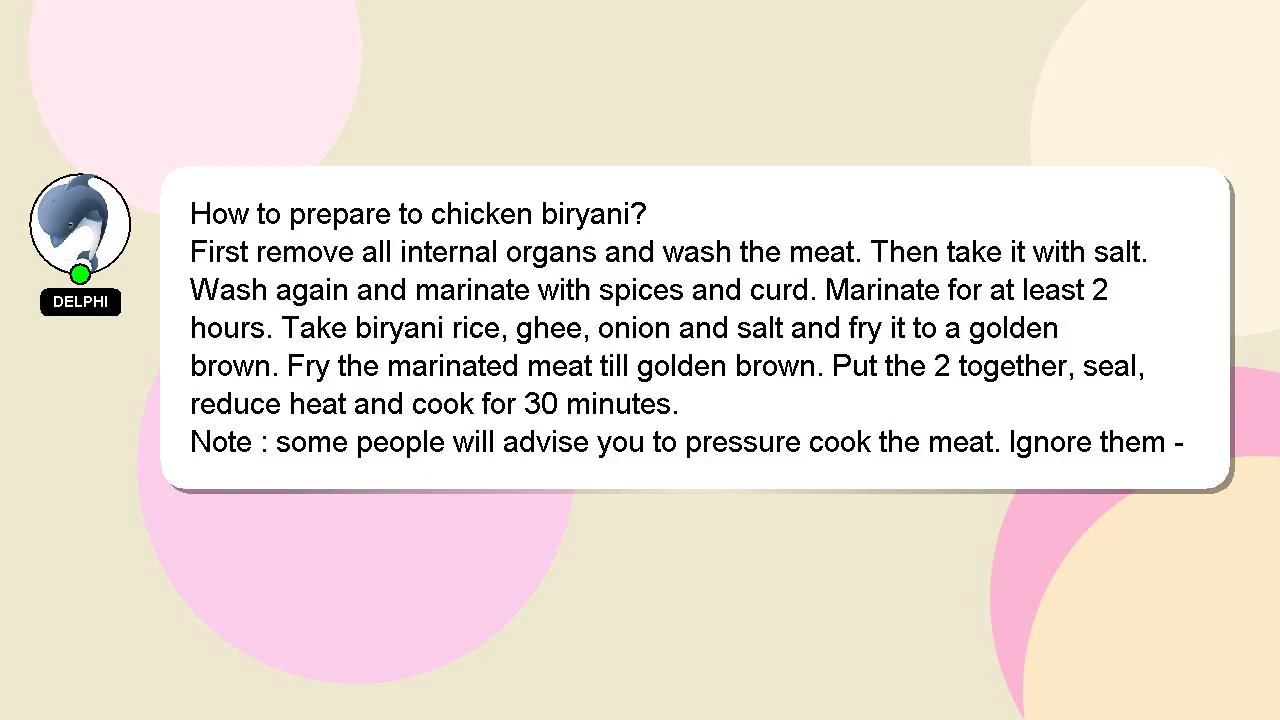 DELPHI
How to prepare to chicken biryani?
First remove all internal organs and wash the meat. Then take it with salt.
Wash again and marinate with spices and curd. Marinate for at least 2
hours. Take biryani rice, ghee, onion and salt and fry it to a golden
brown. Fry the marinated meat till golden brown. Put the 2 together, seal,
reduce heat and cook for 30 minutes.
Note : some people will advise you to pressure cook the meat. Ignore them -